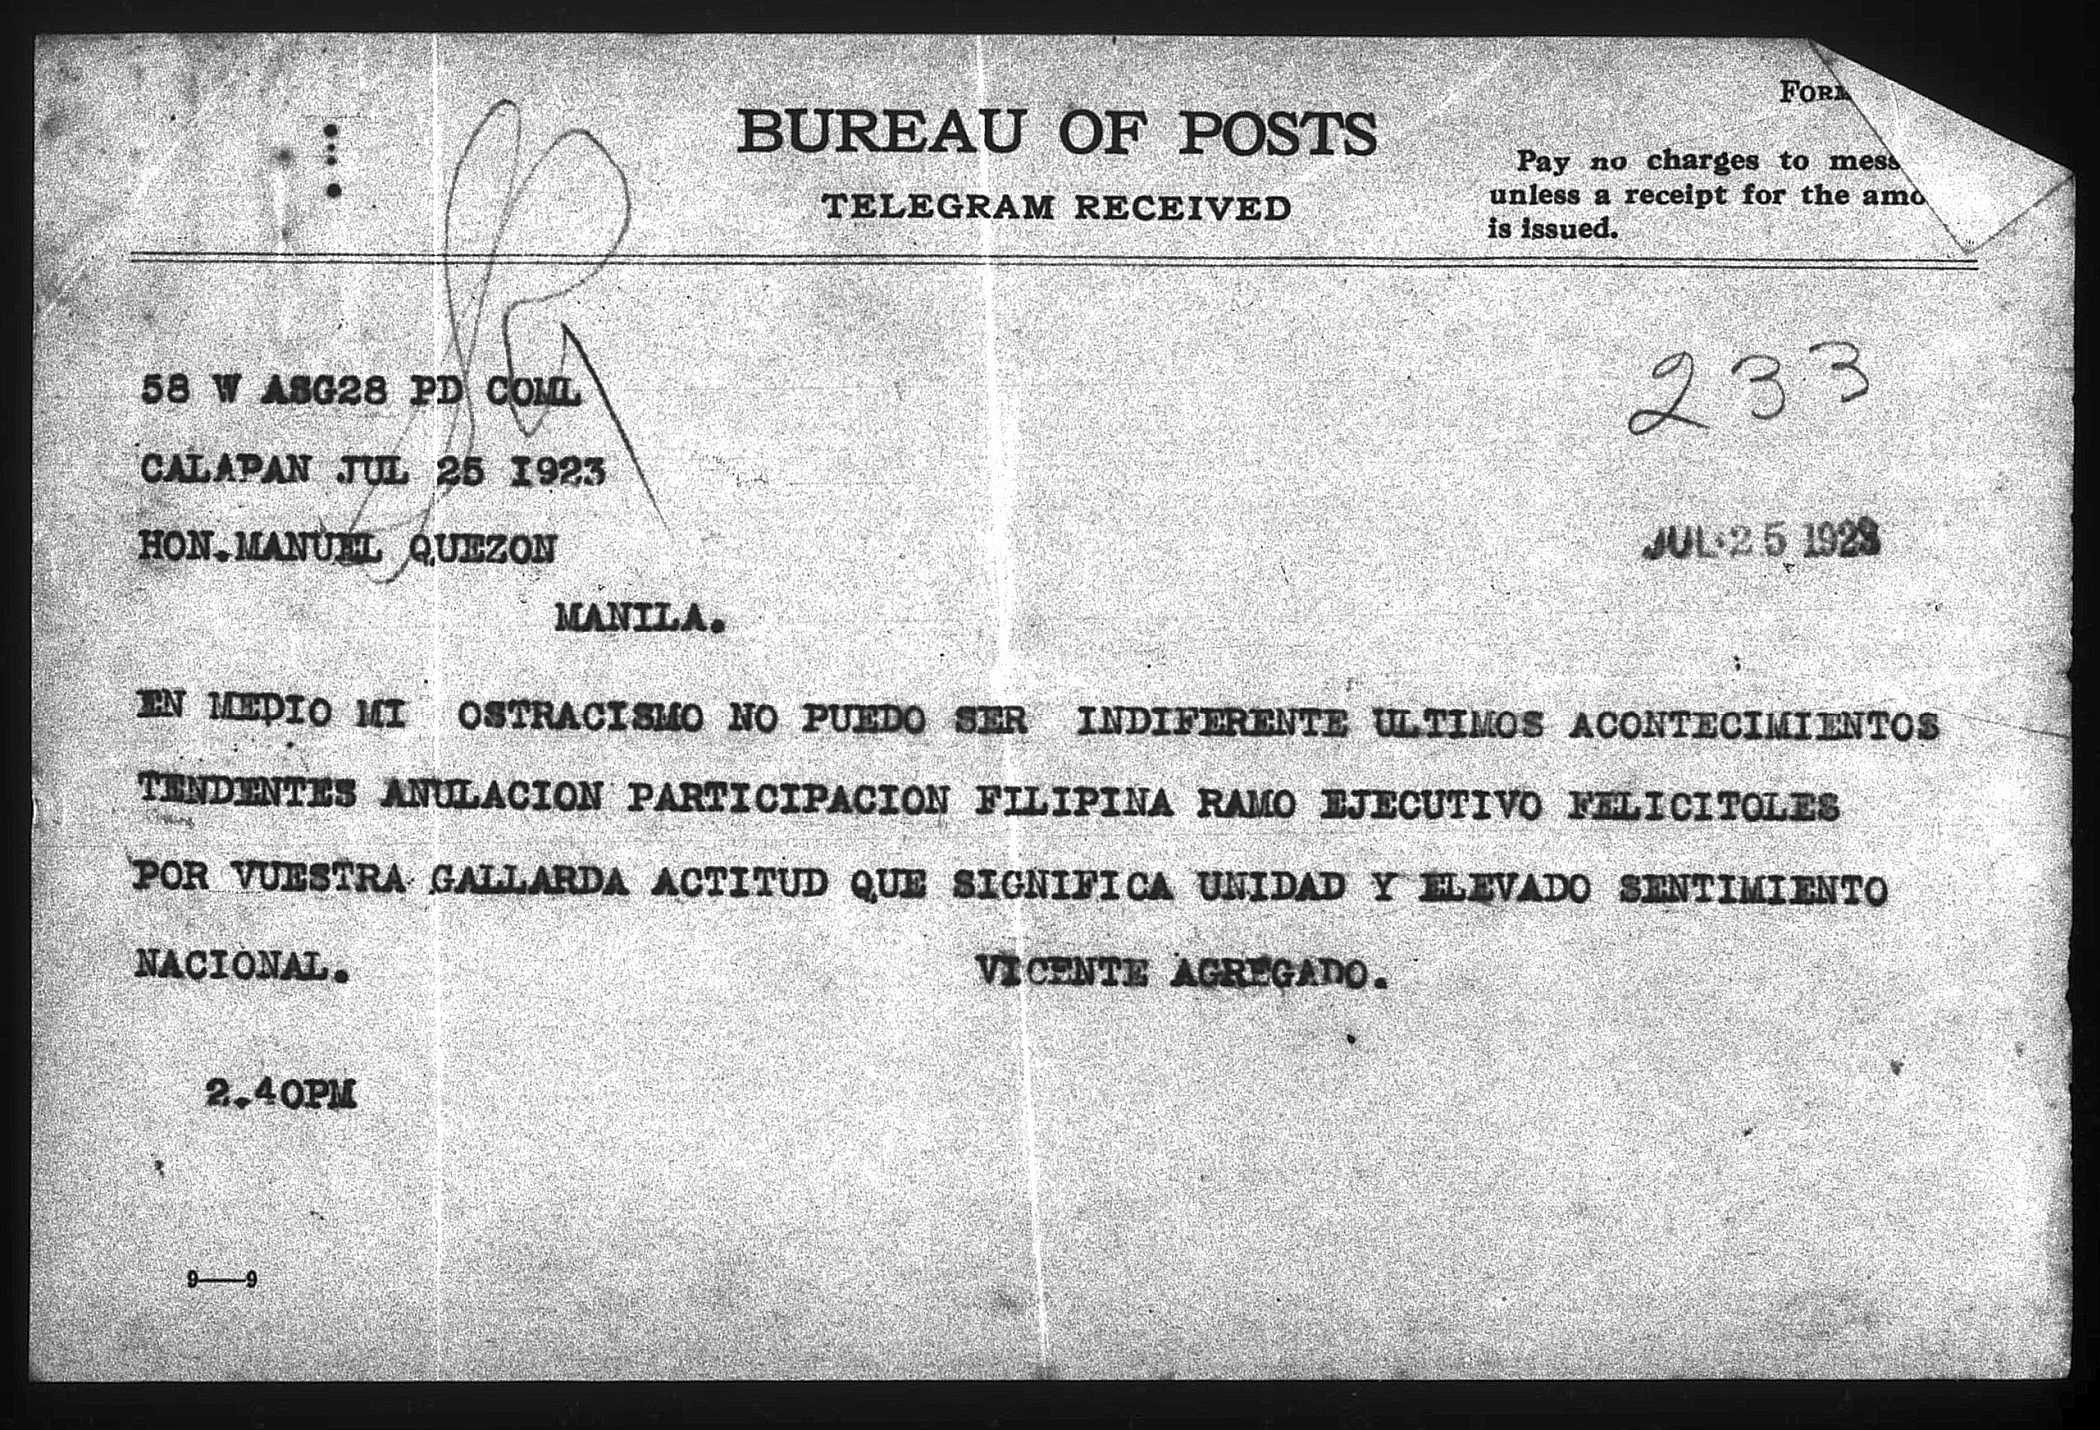 FORM
BUREAU OF POSTS
TELEGRAM RECEIVED
Pay no charges to mess
unless a receipt for the amo
is issued.
233
58 W ASG28 PD COML
CALAPAN JUL 25 1923
HON.MANUEL QUEZON
JUL 25 1923
MANILA.
EN MEDIO MI OSTRACISMO NO PUEDO SER INDIFERENTE ULTIMOS ACONTECIMIENTOS
TENDENTES ANULACION PARTICIPACION FILIPINA RAMO EJECUTIVO FELICITOLES
POR VUESTRA GALLARDA ACTITUD QUE SIGNIFICA UNIDAD Y ELEVADO SENTIMIENTO
NACIONAL. VICENTE AGREGADO.
2.40PM
9—9